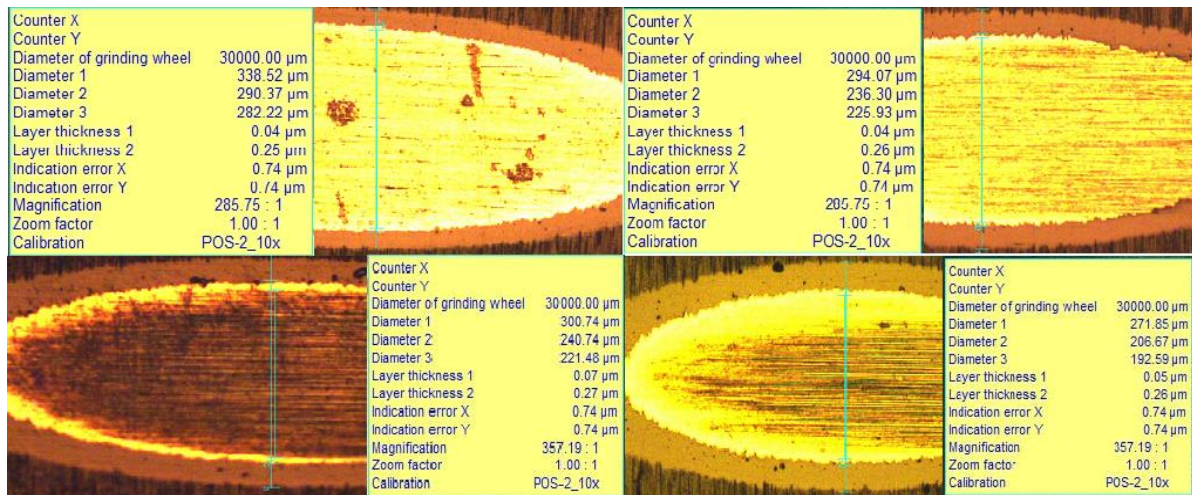 Counter X
Counter Y
Diameter of grinding wheel 30000.00 µm
Diameter 1 338.52 µm
Diameter 2 290.37 µm
Diameter 3 282.22 µm
Layer thickness 1 0.04 µm
Layer thickness 2 0.25 µm
Indication error X 0.74 µm
Indication error Y 0.74 µm
Magnification 285.75 : 1
Zoom factor 1.00 : 1
Calibration POS-2_10x
Counter X
Counter Y
Diameter of grinding wheel 30000.00 µm
Diameter 1 294.07 µm
Diameter 2 236.30 µm
Diameter 3 225.93 µm
Layer thickness 1 0.04 µm
Layer thickness 2 0.26 µm
Indication error X 0.74 µm
Indication error Y 0.74 µm
Magnification 285.75 : 1
Zoom factor 1.00 : 1
Calibration POS-2_10x
Counter X
Counter Y
Diameter of grinding wheel 30000.00 µm
Diameter 1 300.74 µm
Diameter 2 240.74 µm
Diameter 3 221.48 µm
Layer thickness 1 0.07 µm
Layer thickness 2 0.27 µm
Indication error X 0.74 µm
Indication error Y 0.74 µm
Magnification 357.19 : 1
Zoom factor 1.00 : 1
Calibration POS-2_10x
Counter X
Counter Y
Diameter of grinding wheel 30000.00 µm
Diameter 1 271.85 µm
Diameter 2 206.67 µm
Diameter 3 192.59 µm
Layer thickness 1 0.05 µm
Layer thickness 2 0.26 µm
Indication error X 0.74 µm
Indication error Y 0.74 µm
Magnification 357.19 : 1
Zoom factor 1.00 : 1
Calibration POS-2_10x